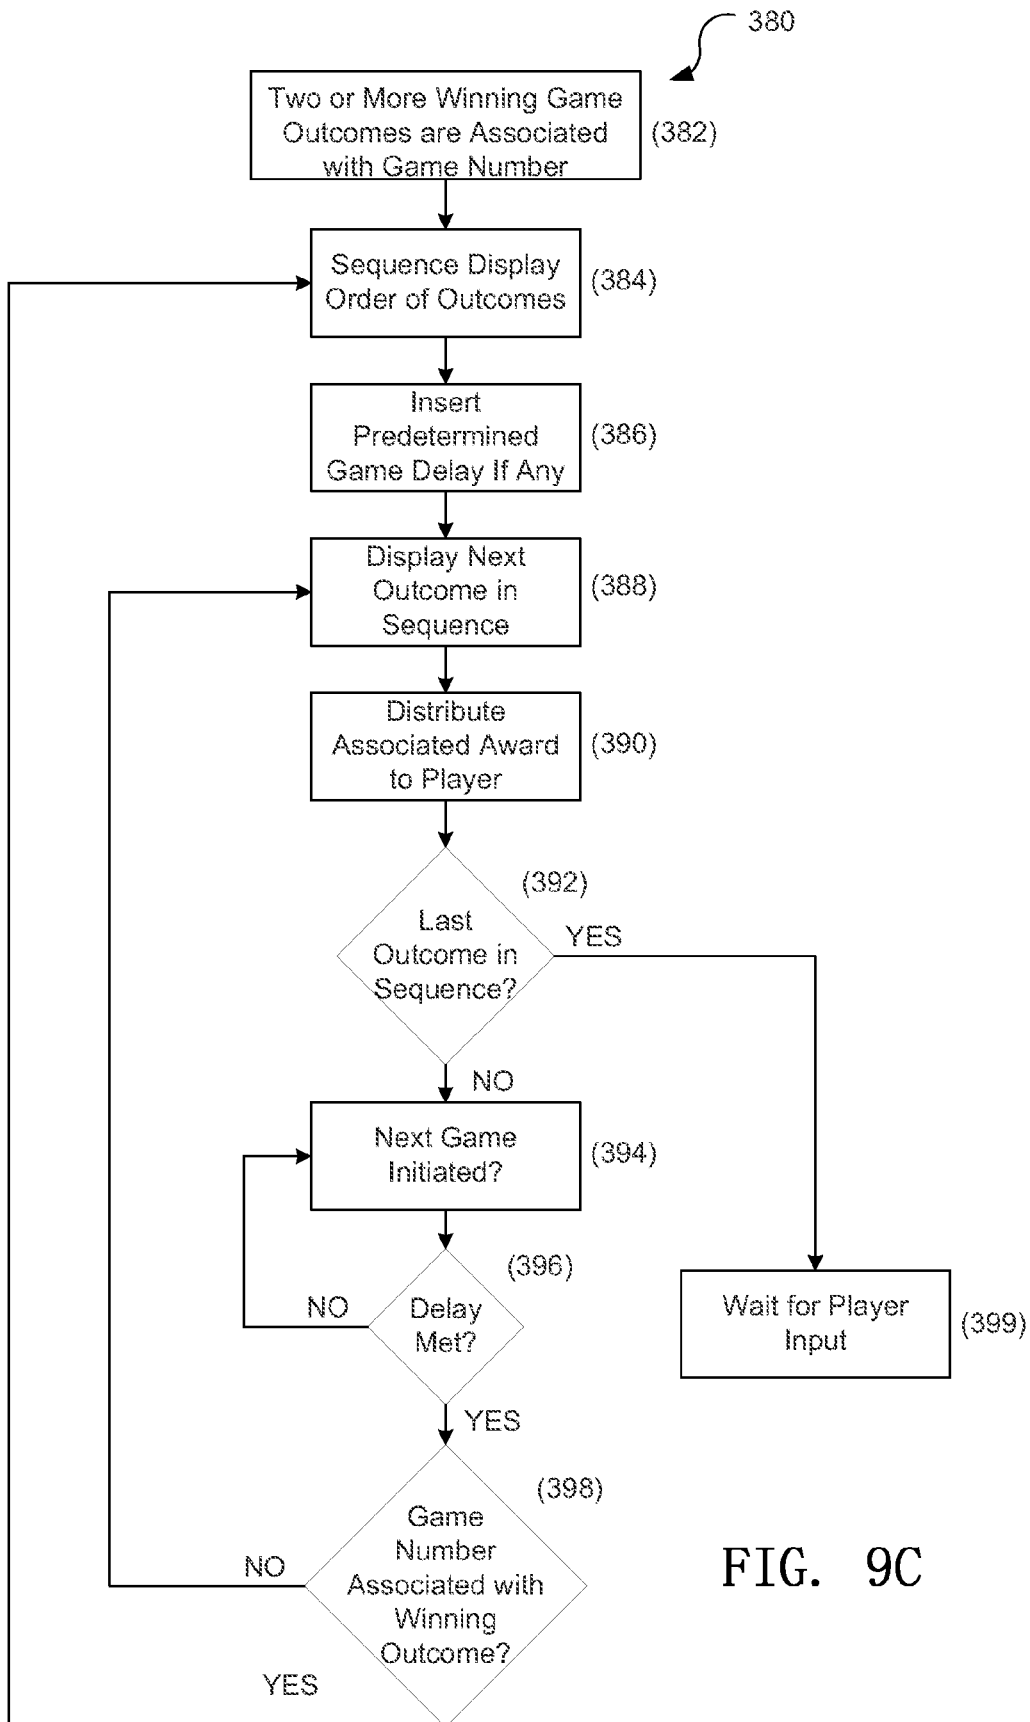 380
Two or More Winning Game
Outcomes are Associated
with Game Number
(382)
Sequence Display
Order of Outcomes
(384)
Insert
Predetermined
Game Delay If Any
(386)
Display Next
Outcome in
Sequence
(388)
Distribute
Associated Award
to Player
(390)
(392)
Last
Outcome in
Sequence?
YES
NO
Next Game
Initiated?
(394)
(396)
Delay
Met?
NO
Wait for Player
Input
(399)
YES
(398)
Game
Number
Associated with
Winning
Outcome?
NO
YES
FIG. 9C